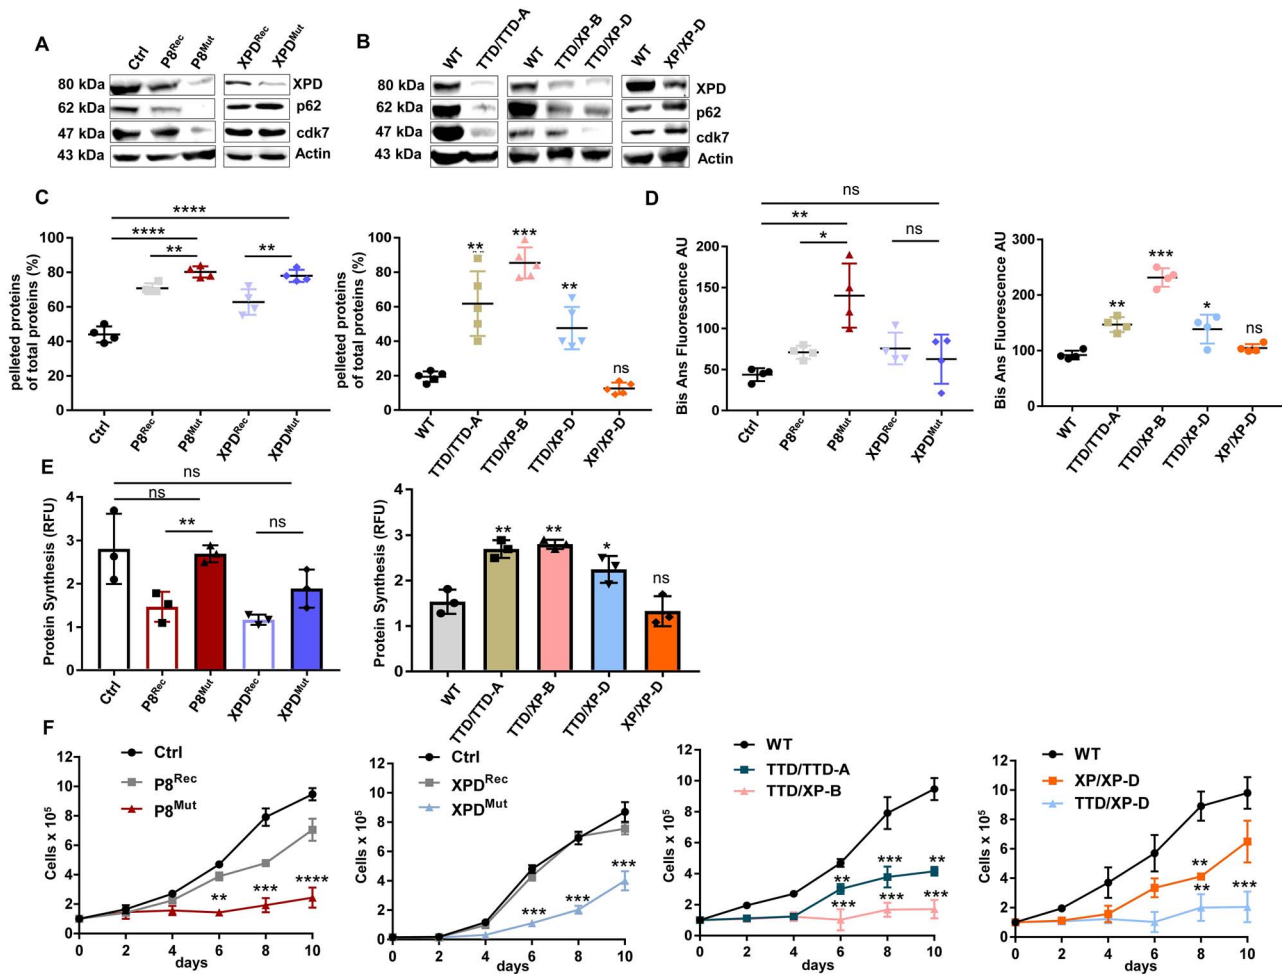 A
Ctrl P8Rec P8Mut XPDRec XPDMut
80 kDa XPD
62 kDa p62
47 kDa cdk7
43 kDa Actin
B
WT TTD/TTD-A WT TTD/XP-B TTD/XP-D WT XP/XP-D
80 kDa XPD
62 kDa p62
47 kDa cdk7
43 kDa Actin
C
pelleted proteins
of total proteins (%)
100
80
60
40
20
0
****
****
** **
Ctrl P8Rec P8Mut XPDRec XPDMut
pelleted proteins
of total proteins (%)
100
80
60
40
20
0
** *** ** ns
WT TTD/TTD-A TTD/XP-B TTD/XP-D XP/XP-D
D
Bis Ans Fluorescence AU
200
150
100
50
0
ns
**
* ns
Ctrl P8Rec P8Mut XPDRec XPDMut
Bis Ans Fluorescence AU
300
200
100
0
** *** * ns
WT TTD/TTD-A TTD/XP-B TTD/XP-D XP/XP-D
E
Protein Synthesis (RFU)
4
3
2
1
0
ns
ns
** ns
Ctrl P8Rec P8Mut XPDRec XPDMut
Protein Synthesis (RFU)
4
3
2
1
0
** ** * ns
WT TTD/TTD-A TTD/XP-B TTD/XP-D XP/XP-D
F
Ctrl
P8Rec
P8Mut
Cells x 105
12
10
8
6
4
2
0
** *** ****
0 2 4 6 8 10
days
Ctrl
XPDRec
XPDMut
Cells x 105
12
10
8
6
4
2
0
*** *** ***
0 2 4 6 8 10
days
WT
TTD/TTD-A
TTD/XP-B
Cells x 105
12
10
8
6
4
2
0
** *** **
*** *** ***
0 2 4 6 8 10
days
WT
XP/XP-D
TTD/XP-D
Cells x 105
12
10
8
6
4
2
0
**
** ***
0 2 4 6 8 10
days